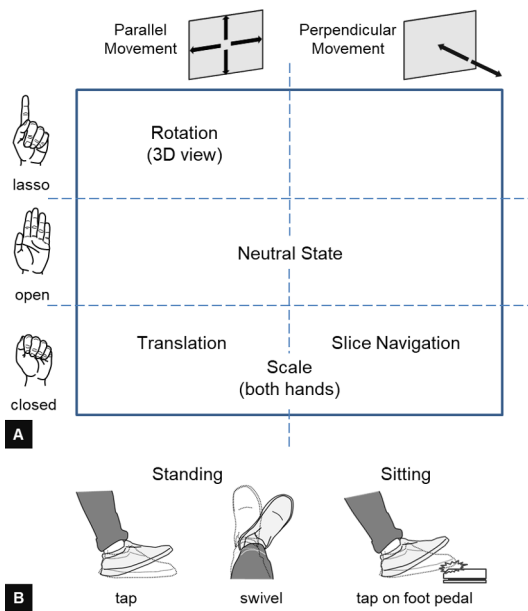 Parallel
Movement
Perpendicular
Movement
Rotation
(3D view)
lasso
Neutral State
open
Translation
Slice Navigation
Scale
(both hands)
closed
A
Standing
Sitting
tap
swivel
tap on foot pedal
B